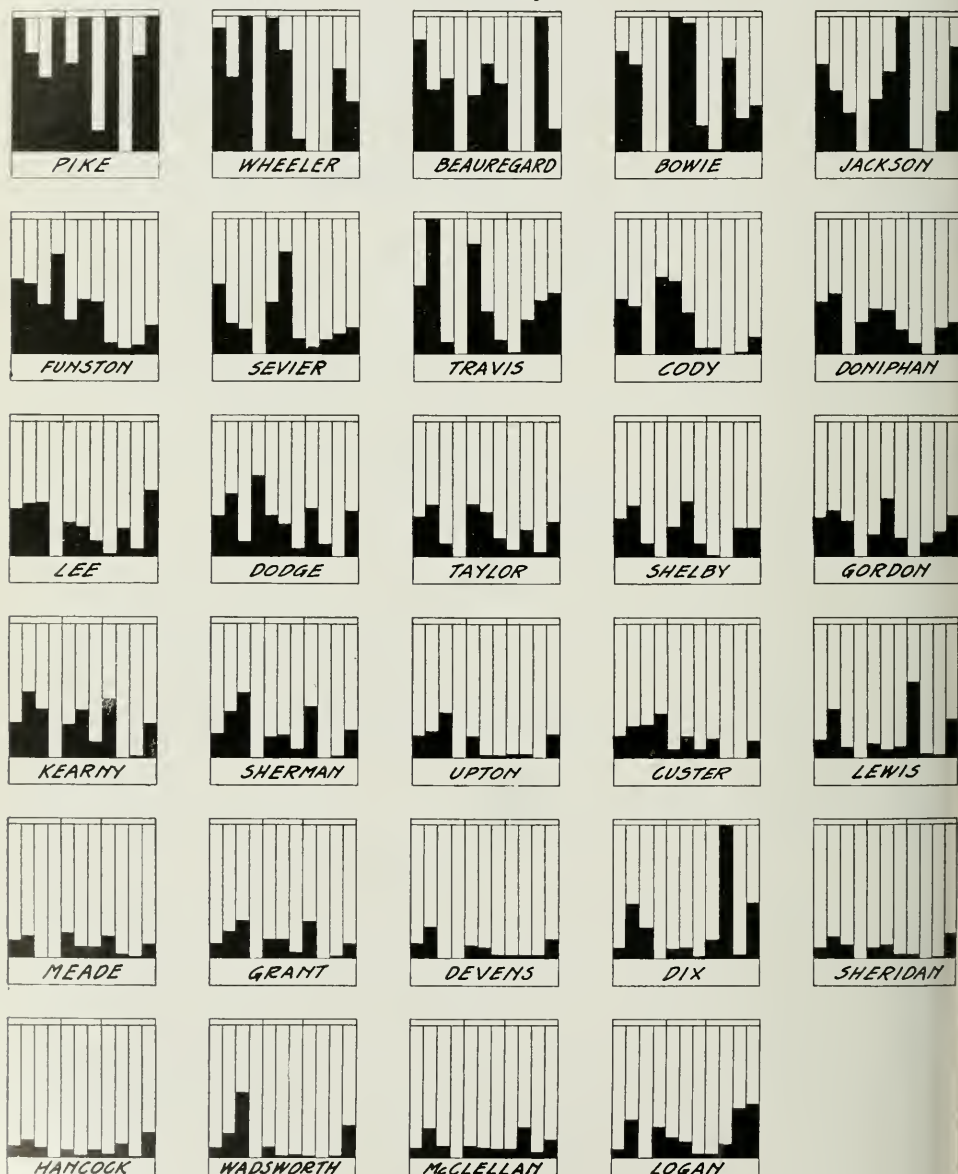 PIKE
WHEELER
BEAUREGARD
BOWIE
JACKSON
FUNSTON
SEVIER
TRAVIS
CODY
DONIPHAN
LEE
DODGE
TAYLOR
SHELBY
GORDON
KEARNY
SHERMAN
UPTON
CUSTER
LEWIS
MEADE
GRANT
DEVENS
DIX
SHERIDAN
HANCOCK
WADSWORTH
McCLELLAN
LOGAN